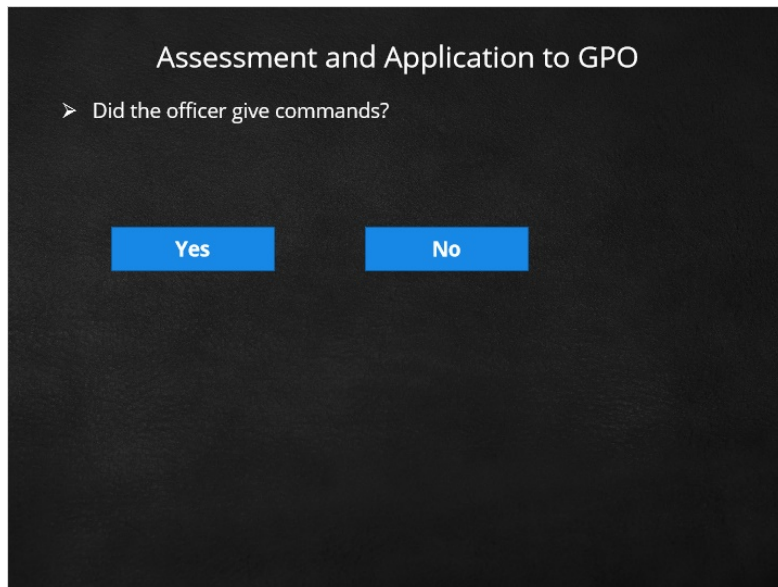 Assessment and Application to GPO
➢ Did the officer give commands?
Yes
No